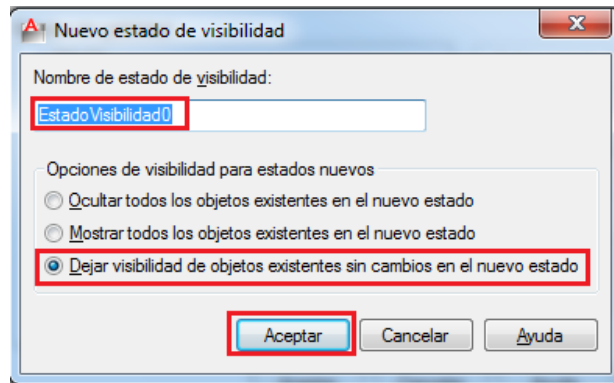 Nuevo estado de visibilidad
Nombre de estado de visibilidad:
EstadoVisibilidad0
Opciones de visibilidad para estados nuevos
Ocultar todos los objetos existentes en el nuevo estado
Mostrar todos los objetos existentes en el nuevo estado
Dejar visibilidad de objetos existentes sin cambios en el nuevo estado
Aceptar Cancelar Ayuda